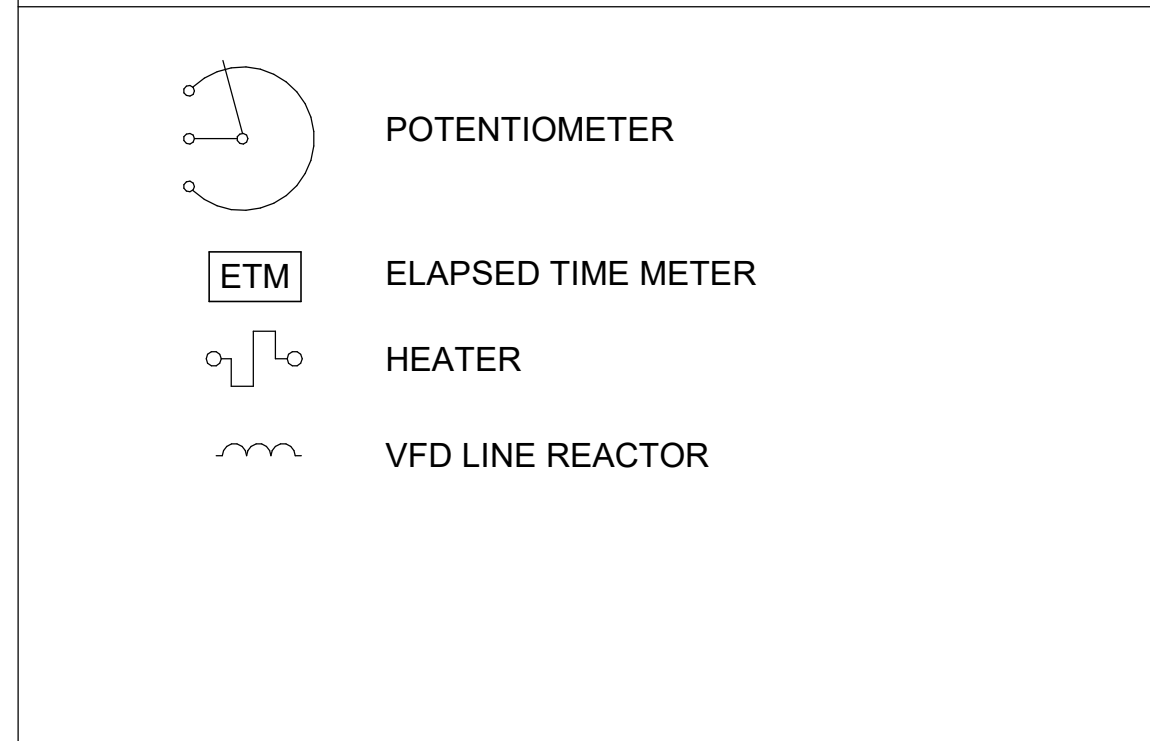 POTENTIOMETER
ETM ELAPSED TIME METER
HEATER
VFD LINE REACTOR